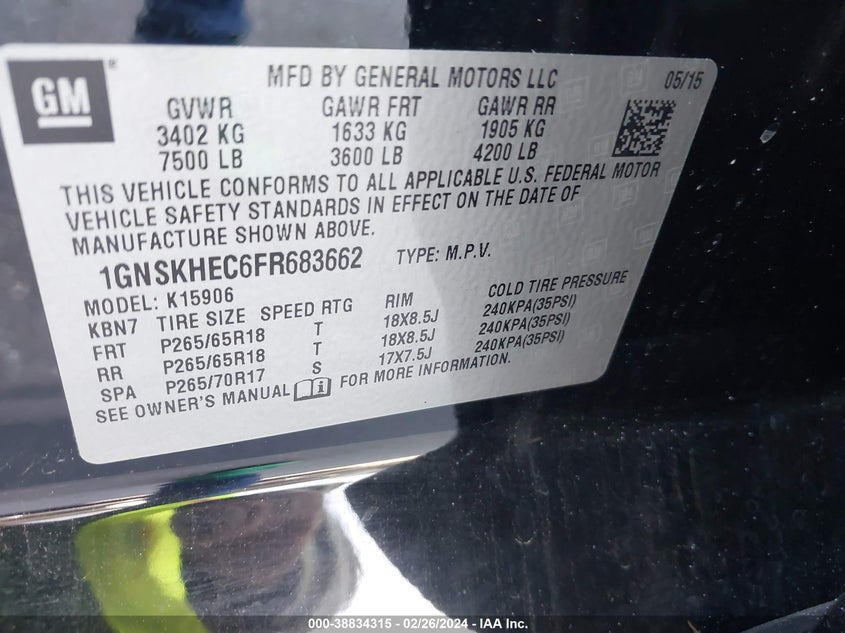 GM
MFD BY GENERAL MOTORS LLC 05/15
GVWR GAWR FRT GAWR RR
3402 KG 1633 KG 1905 KG
7500 LB 3600 LB 4200 LB
THIS VEHICLE CONFORMS TO ALL APPLICABLE U.S. FEDERAL MOTOR
VEHICLE SAFETY STANDARDS IN EFFECT ON THE DATE OF
MANUFACTURE SHOWN ABOVE.
1GNSKHEC6FR683662 TYPE: M.P.V.
MODEL: K15906
KBN7 TIRE SIZE SPEED RTG RIM COLD TIRE PRESSURE
FRT P265/65R18 T 18X8.5J 240KPA(35PSI)
RR P265/65R18 T 18X8.5J 240KPA(35PSI)
SPA P265/70R17 S 17X7.5J 240KPA(35PSI)
SEE OWNER'S MANUAL FOR MORE INFORMATION.
000-38834315 - 02/26/2024 - IAA Inc.